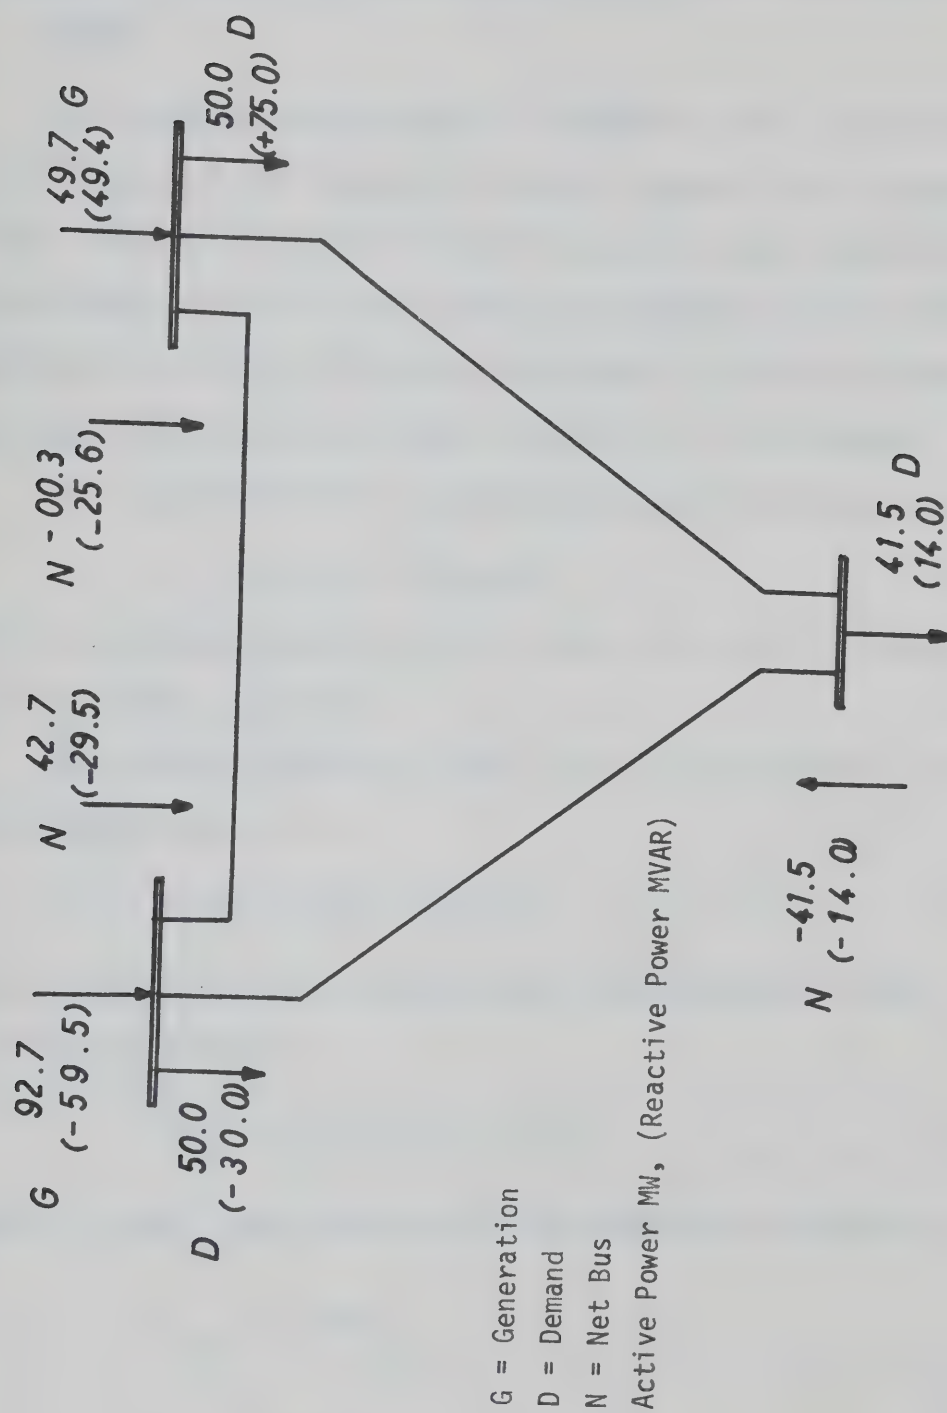 G 92.7
(-59.5)
N 42.7
(-29.5)
N -00.3
(-25.6)
49.7 G
(49.4)
D 50.0
(-30.0)
50.0 D
(+75.0)
N -41.5
(-14.0)
41.5 D
(14.0)
G = Generation
D = Demand
N = Net Bus
Active Power MW, (Reactive Power MVAR)